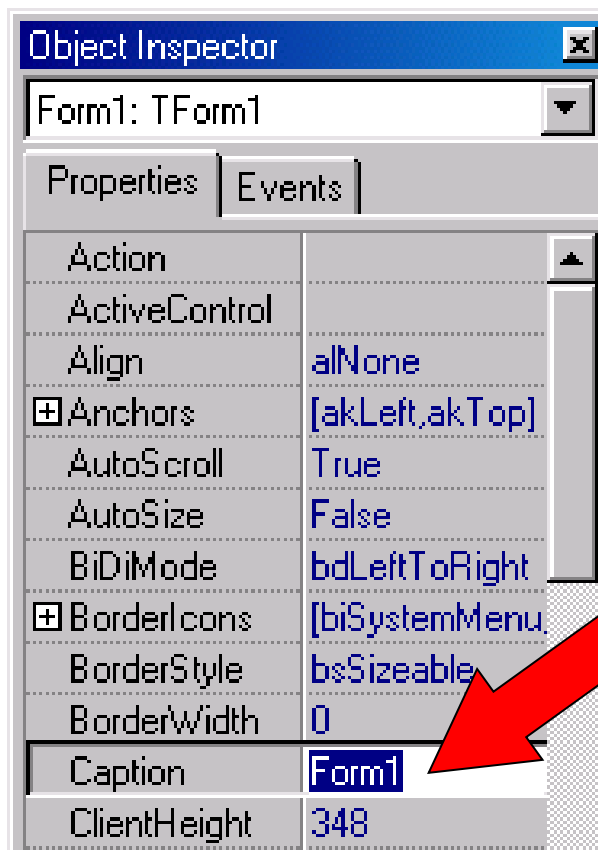 Object Inspector
Form1: TForm1
Properties Events
Action
ActiveControl
Align alNone
Anchors [akLeft,akTop]
AutoScroll True
AutoSize False
BiDiMode bdLeftToRight
BorderIcons [biSystemMenu,
BorderStyle bsSizeable
BorderWidth 0
Caption Form1
ClientHeight 348